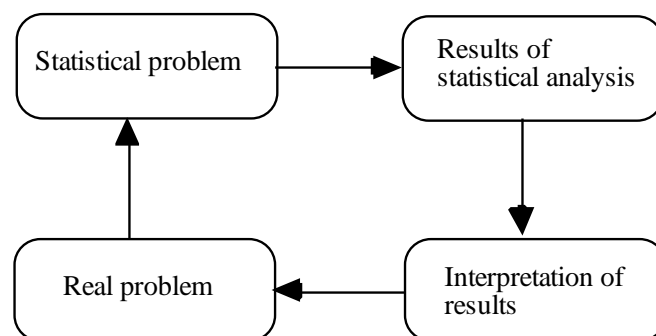 Statistical problem
Results of
statistical analysis
Real problem
Interpretation of
results